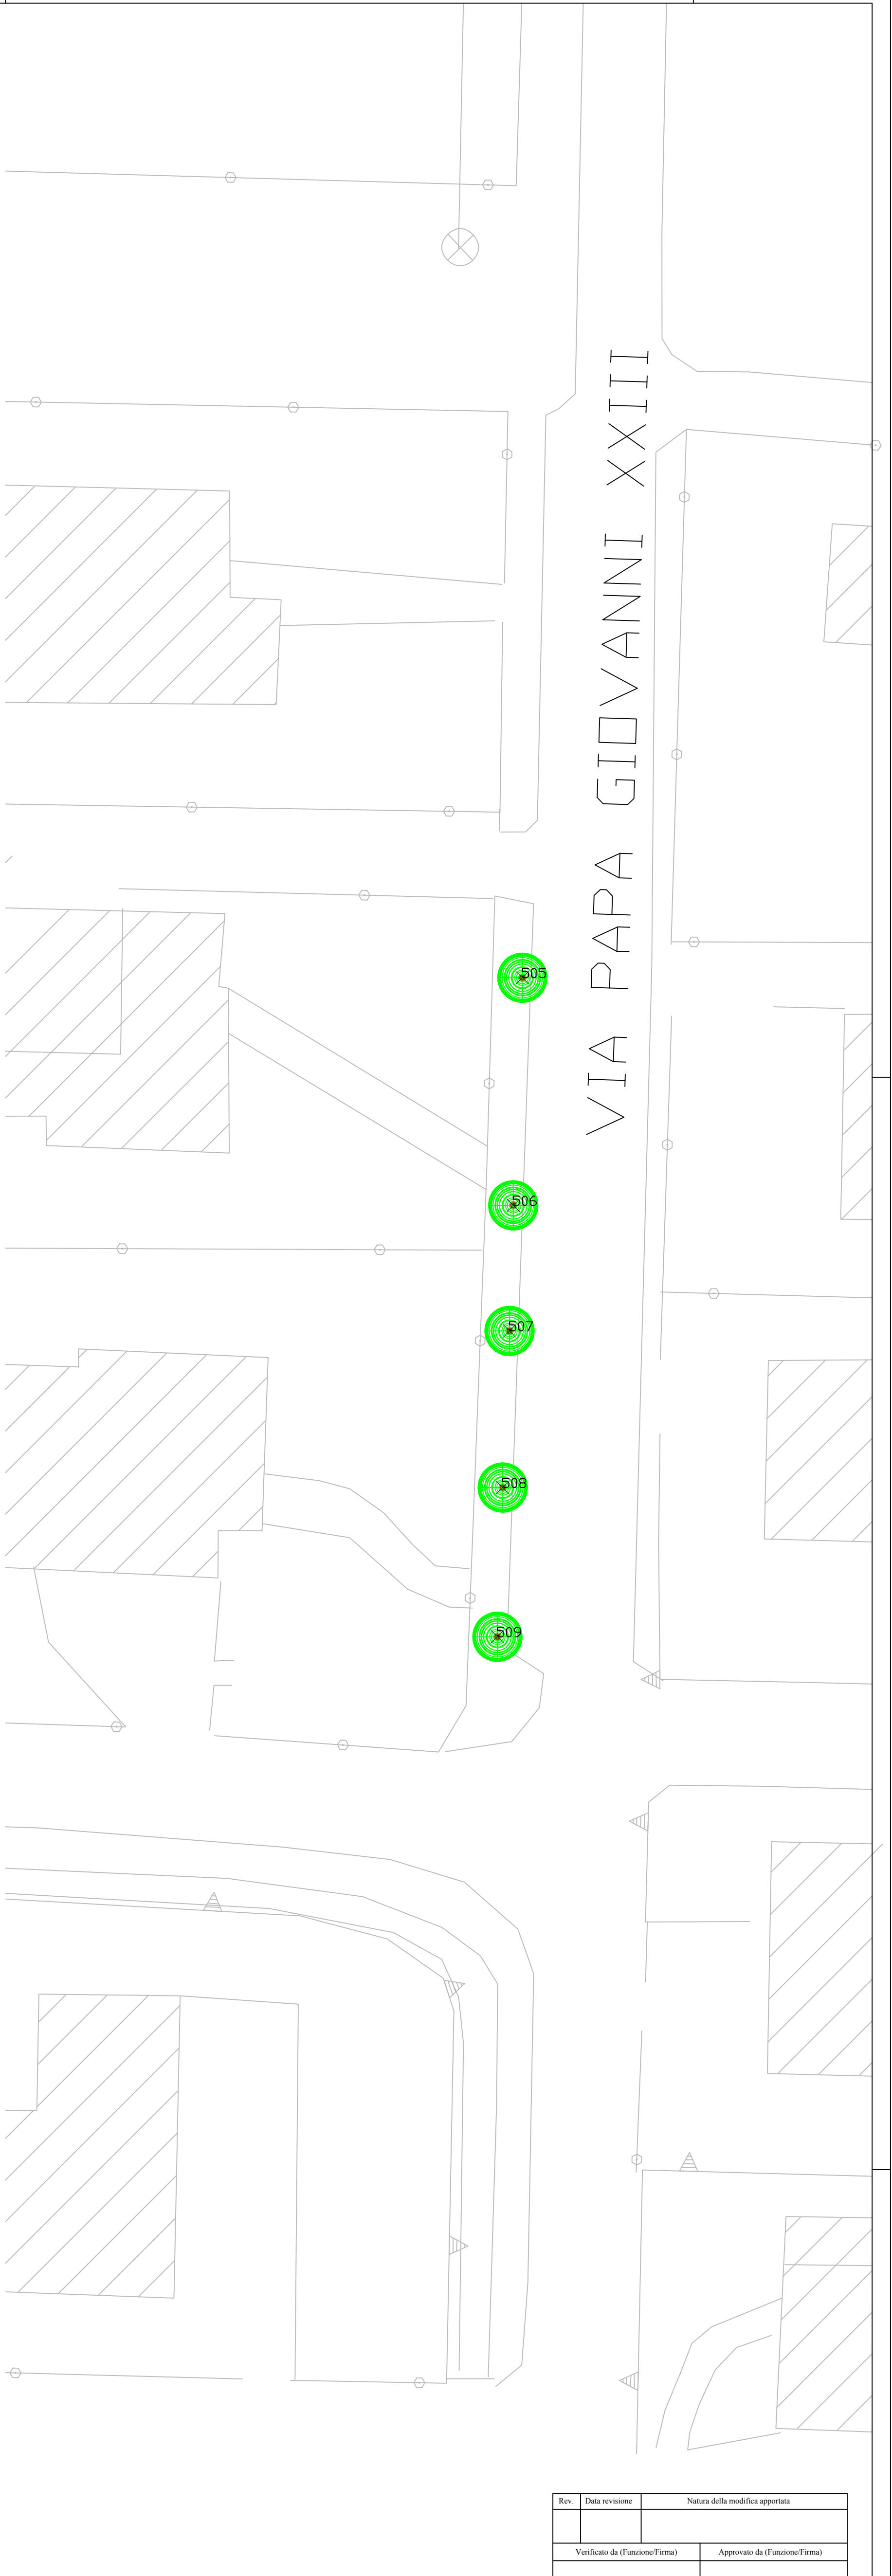 VIA PAPA GIOVANNI XXIII
505
506
507
508
509
Rev. Data revisione Natura della modifica apportata
Verificato da (Funzione/Firma) Approvato da (Funzione/Firma)